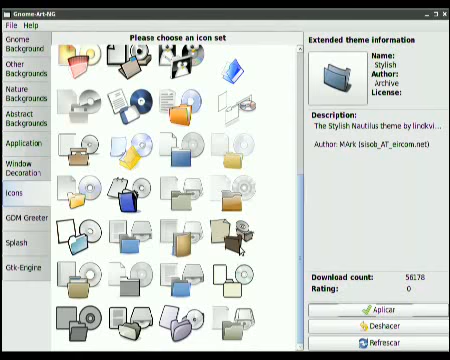 Gnome-Art-NG
File Help
Gnome
Background
Other
Backgrounds
Nature
Backgrounds
Abstract
Backgrounds
Application
Window
Decoration
Icons
GDM Greeter
Splash
Gtk-Engine
Please choose an icon set
Extended theme information
Name:
Stylish
Author:
Archive
License:
Description:
The Stylish Nautilus theme by lindkvi...
Author: MArk (sisob_AT_eircom.net)
Download count: 56178
Rating: 0
Aplicar
Deshacer
Refrescar